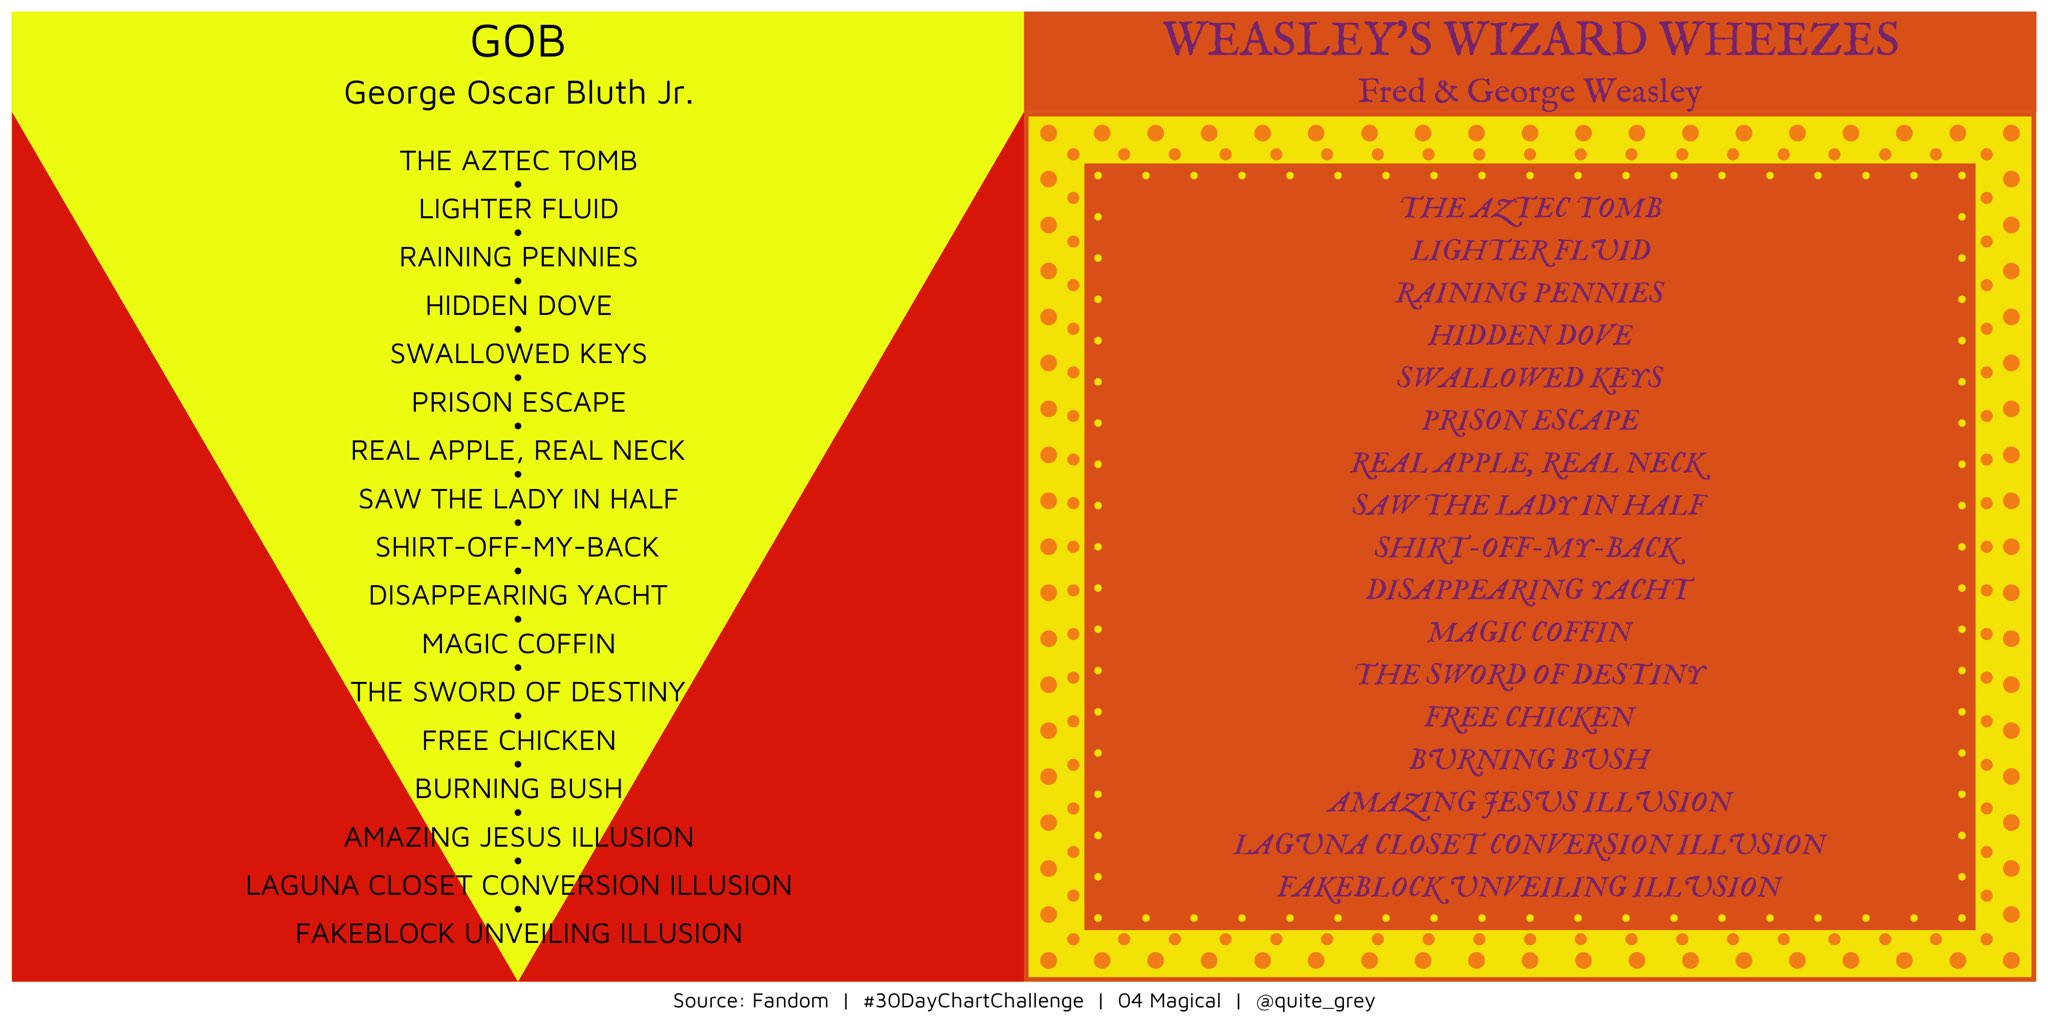 GOB
George Oscar Bluth Jr.
THE AZTEC TOMB
LIGHTER FLUID
RAINING PENNIES
HIDDEN DOVE
SWALLOWED KEYS
PRISON ESCAPE
REAL APPLE, REAL NECK
SAW THE LADY IN HALF
SHIRT-OFF-MY-BACK
DISAPPEARING YACHT
MAGIC COFFIN
THE SWORD OF DESTINY
FREE CHICKEN
BURNING BUSH
AMAZING JESUS ILLUSION
LAGUNA CLOSET CONVERSION ILLUSION
FAKEBLOCK UNVEILING ILLUSION
WEASLEY'S WIZARD WHEEZES
Fred & George Weasley
THE AZTEC TOMB
LIGHTER FLUID
RAINING PENNIES
HIDDEN DOVE
SWALLOWED KEYS
PRISON ESCAPE
REAL APPLE, REAL NECK
SAW THE LADY IN HALF
SHIRT-OFF-MY-BACK
DISAPPEARING YACHT
MAGIC COFFIN
THE SWORD OF DESTINY
FREE CHICKEN
BURNING BUSH
AMAZING JESUS ILLUSION
LAGUNA CLOSET CONVERSION ILLUSION
FAKEBLOCK UNVEILING ILLUSION
Source: Fandom | #30DayChartChallenge | 04 Magical | @quite_grey